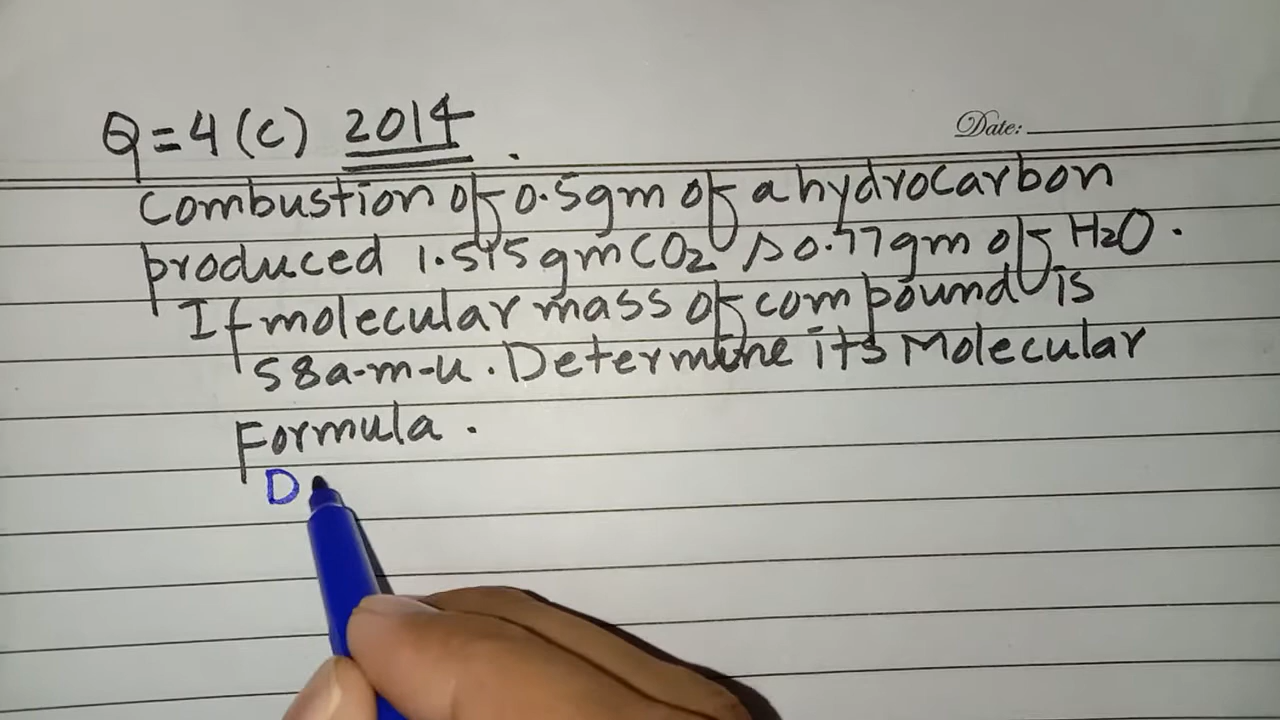 Q=4(c) 2014.
Date:
Combustion of 0.5gm of a hydrocarbon
produced 1.515gm CO2 & 0.77gm of H2O.
If molecular mass of compound is
58a-m-u. Determine its Molecular
Formula.
D